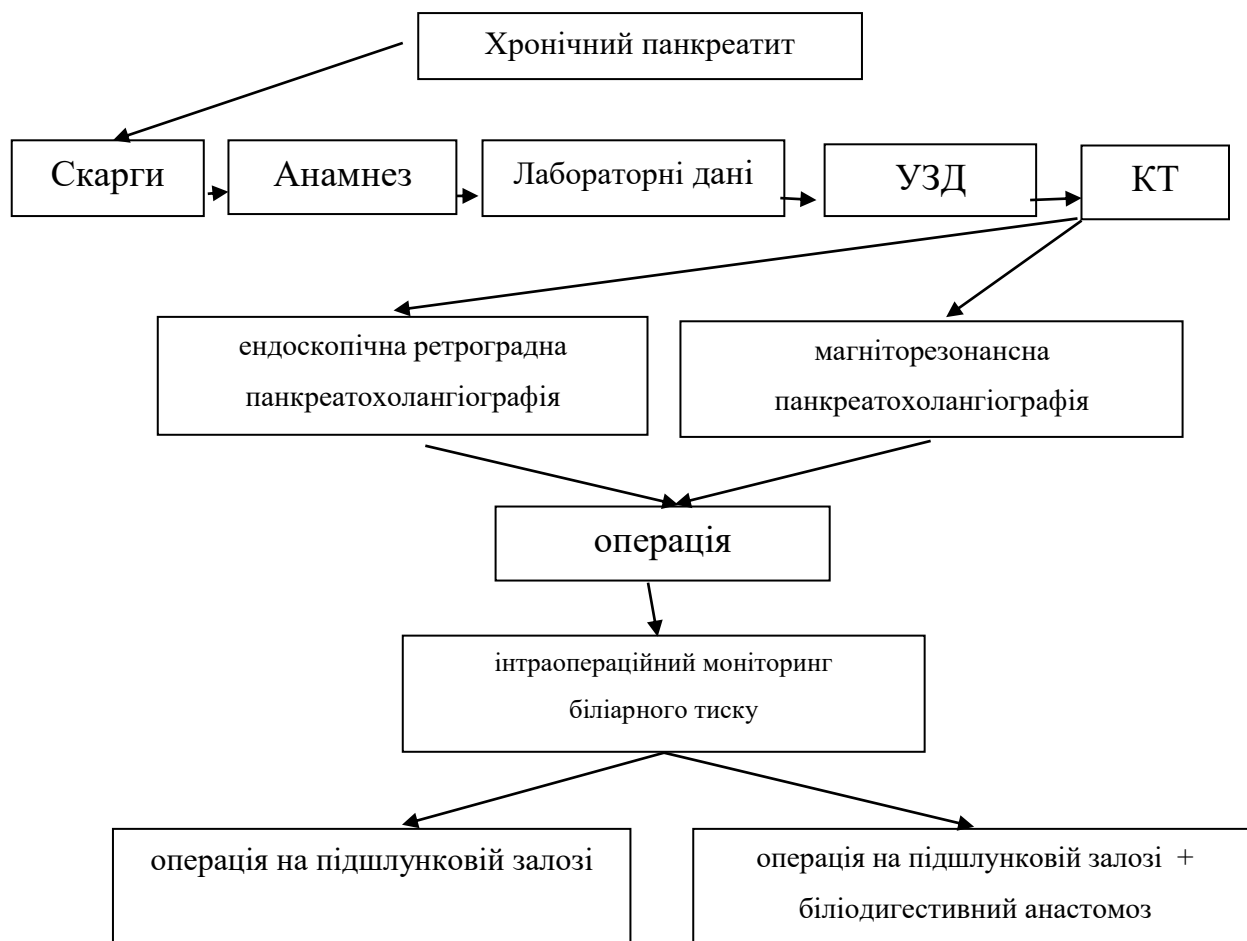 Хронічний панкреатит
Скарги
Анамнез
Лабораторні дані
УЗД
КТ
ендоскопічна ретроградна
панкреатохолангіографія
магніторезонансна
панкреатохолангіографія
операція
інтраопераційний моніторинг
біліарного тиску
операція на підшлунковій залозі
операція на підшлунковій залозі +
біліодигестивний анастомоз